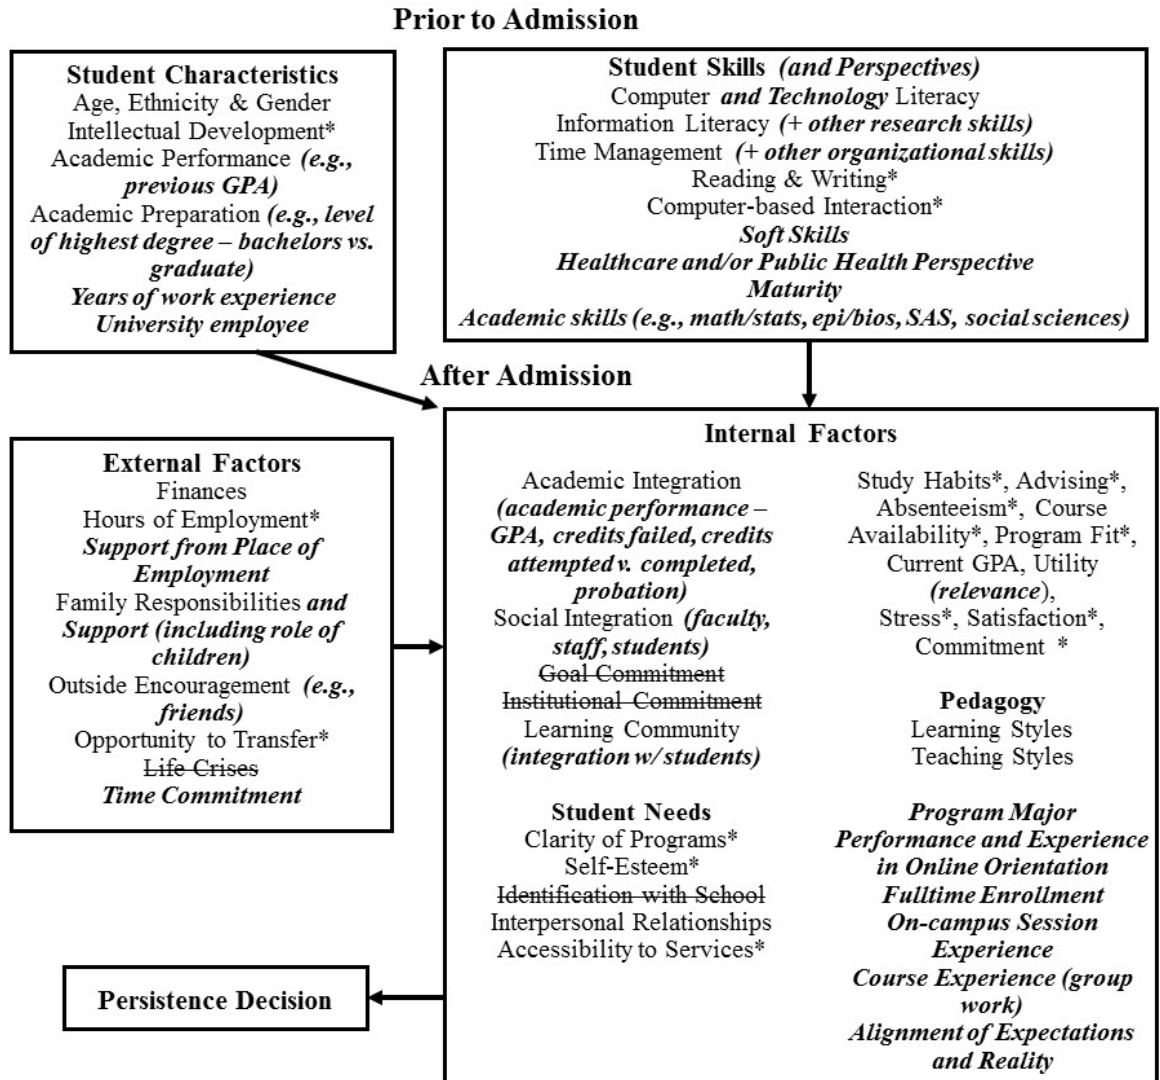 Prior to Admission
Student Characteristics
Age, Ethnicity & Gender
Intellectual Development*
Academic Performance (e.g.,
previous GPA)
Academic Preparation (e.g., level
of highest degree – bachelors vs.
graduate)
Years of work experience
University employee
Student Skills (and Perspectives)
Computer and Technology Literacy
Information Literacy (+ other research skills)
Time Management (+ other organizational skills)
Reading & Writing*
Computer-based Interaction*
Soft Skills
Healthcare and/or Public Health Perspective
Maturity
Academic skills (e.g., math/stats, epi/bios, SAS, social sciences)
After Admission
External Factors
Finances
Hours of Employment*
Support from Place of
Employment
Family Responsibilities and
Support (including role of
children)
Outside Encouragement (e.g.,
friends)
Opportunity to Transfer*
Life Crises
Time Commitment
Internal Factors
Academic Integration
(academic performance –
GPA, credits failed, credits
attempted v. completed,
probation)
Social Integration (faculty,
staff, students)
Goal Commitment
Institutional Commitment
Learning Community
(integration w/ students)
Student Needs
Clarity of Programs*
Self-Esteem*
Identification with School
Interpersonal Relationships
Accessibility to Services*
Study Habits*, Advising*,
Absenteeism*, Course
Availability*, Program Fit*,
Current GPA, Utility
(relevance),
Stress*, Satisfaction*,
Commitment *
Pedagogy
Learning Styles
Teaching Styles
Program Major
Performance and Experience
in Online Orientation
Fulltime Enrollment
On-campus Session
Experience
Course Experience (group
work)
Alignment of Expectations
and Reality
Persistence Decision